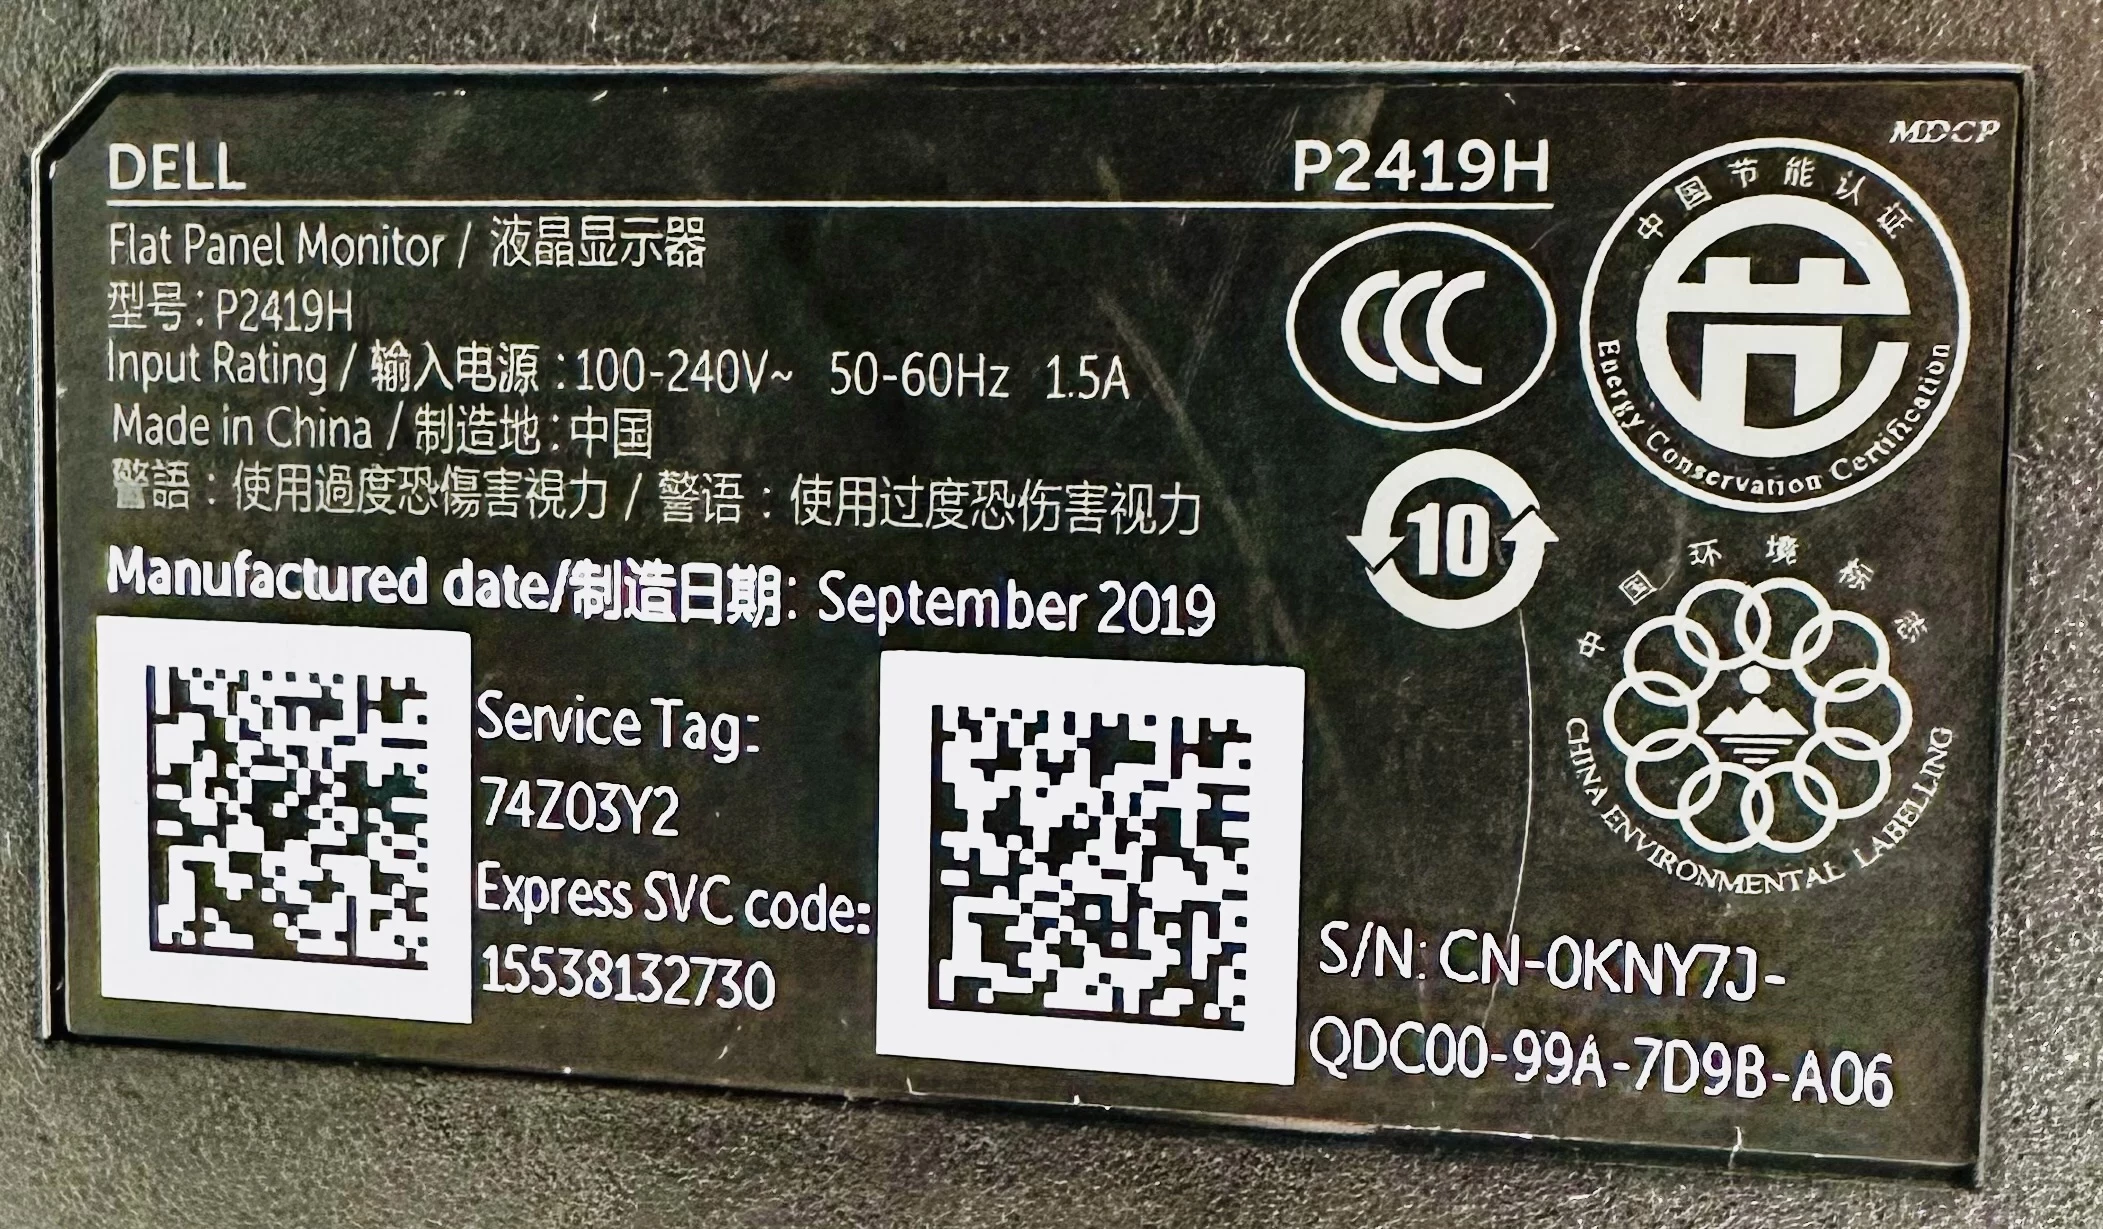 MDCP
DELL P2419H
Flat Panel Monitor / 液晶显示器
型号: P2419H
Input Rating / 输入电源 : 100-240V~ 50-60Hz 1.5A
Made in China / 制造地: 中国
警語 : 使用過度恐傷害視力 / 警语 : 使用过度恐伤害视力
Manufactured date/制造日期: September 2019
Service Tag:
74Z03Y2
Express SVC code:
15538132730
S/N: CN-0KNY7J-
QDC00-99A-7D9B-A06
CCC
10
中国节能认证
Energy Conservation Certification
中国环境标志
CHINA ENVIRONMENTAL LABELLING